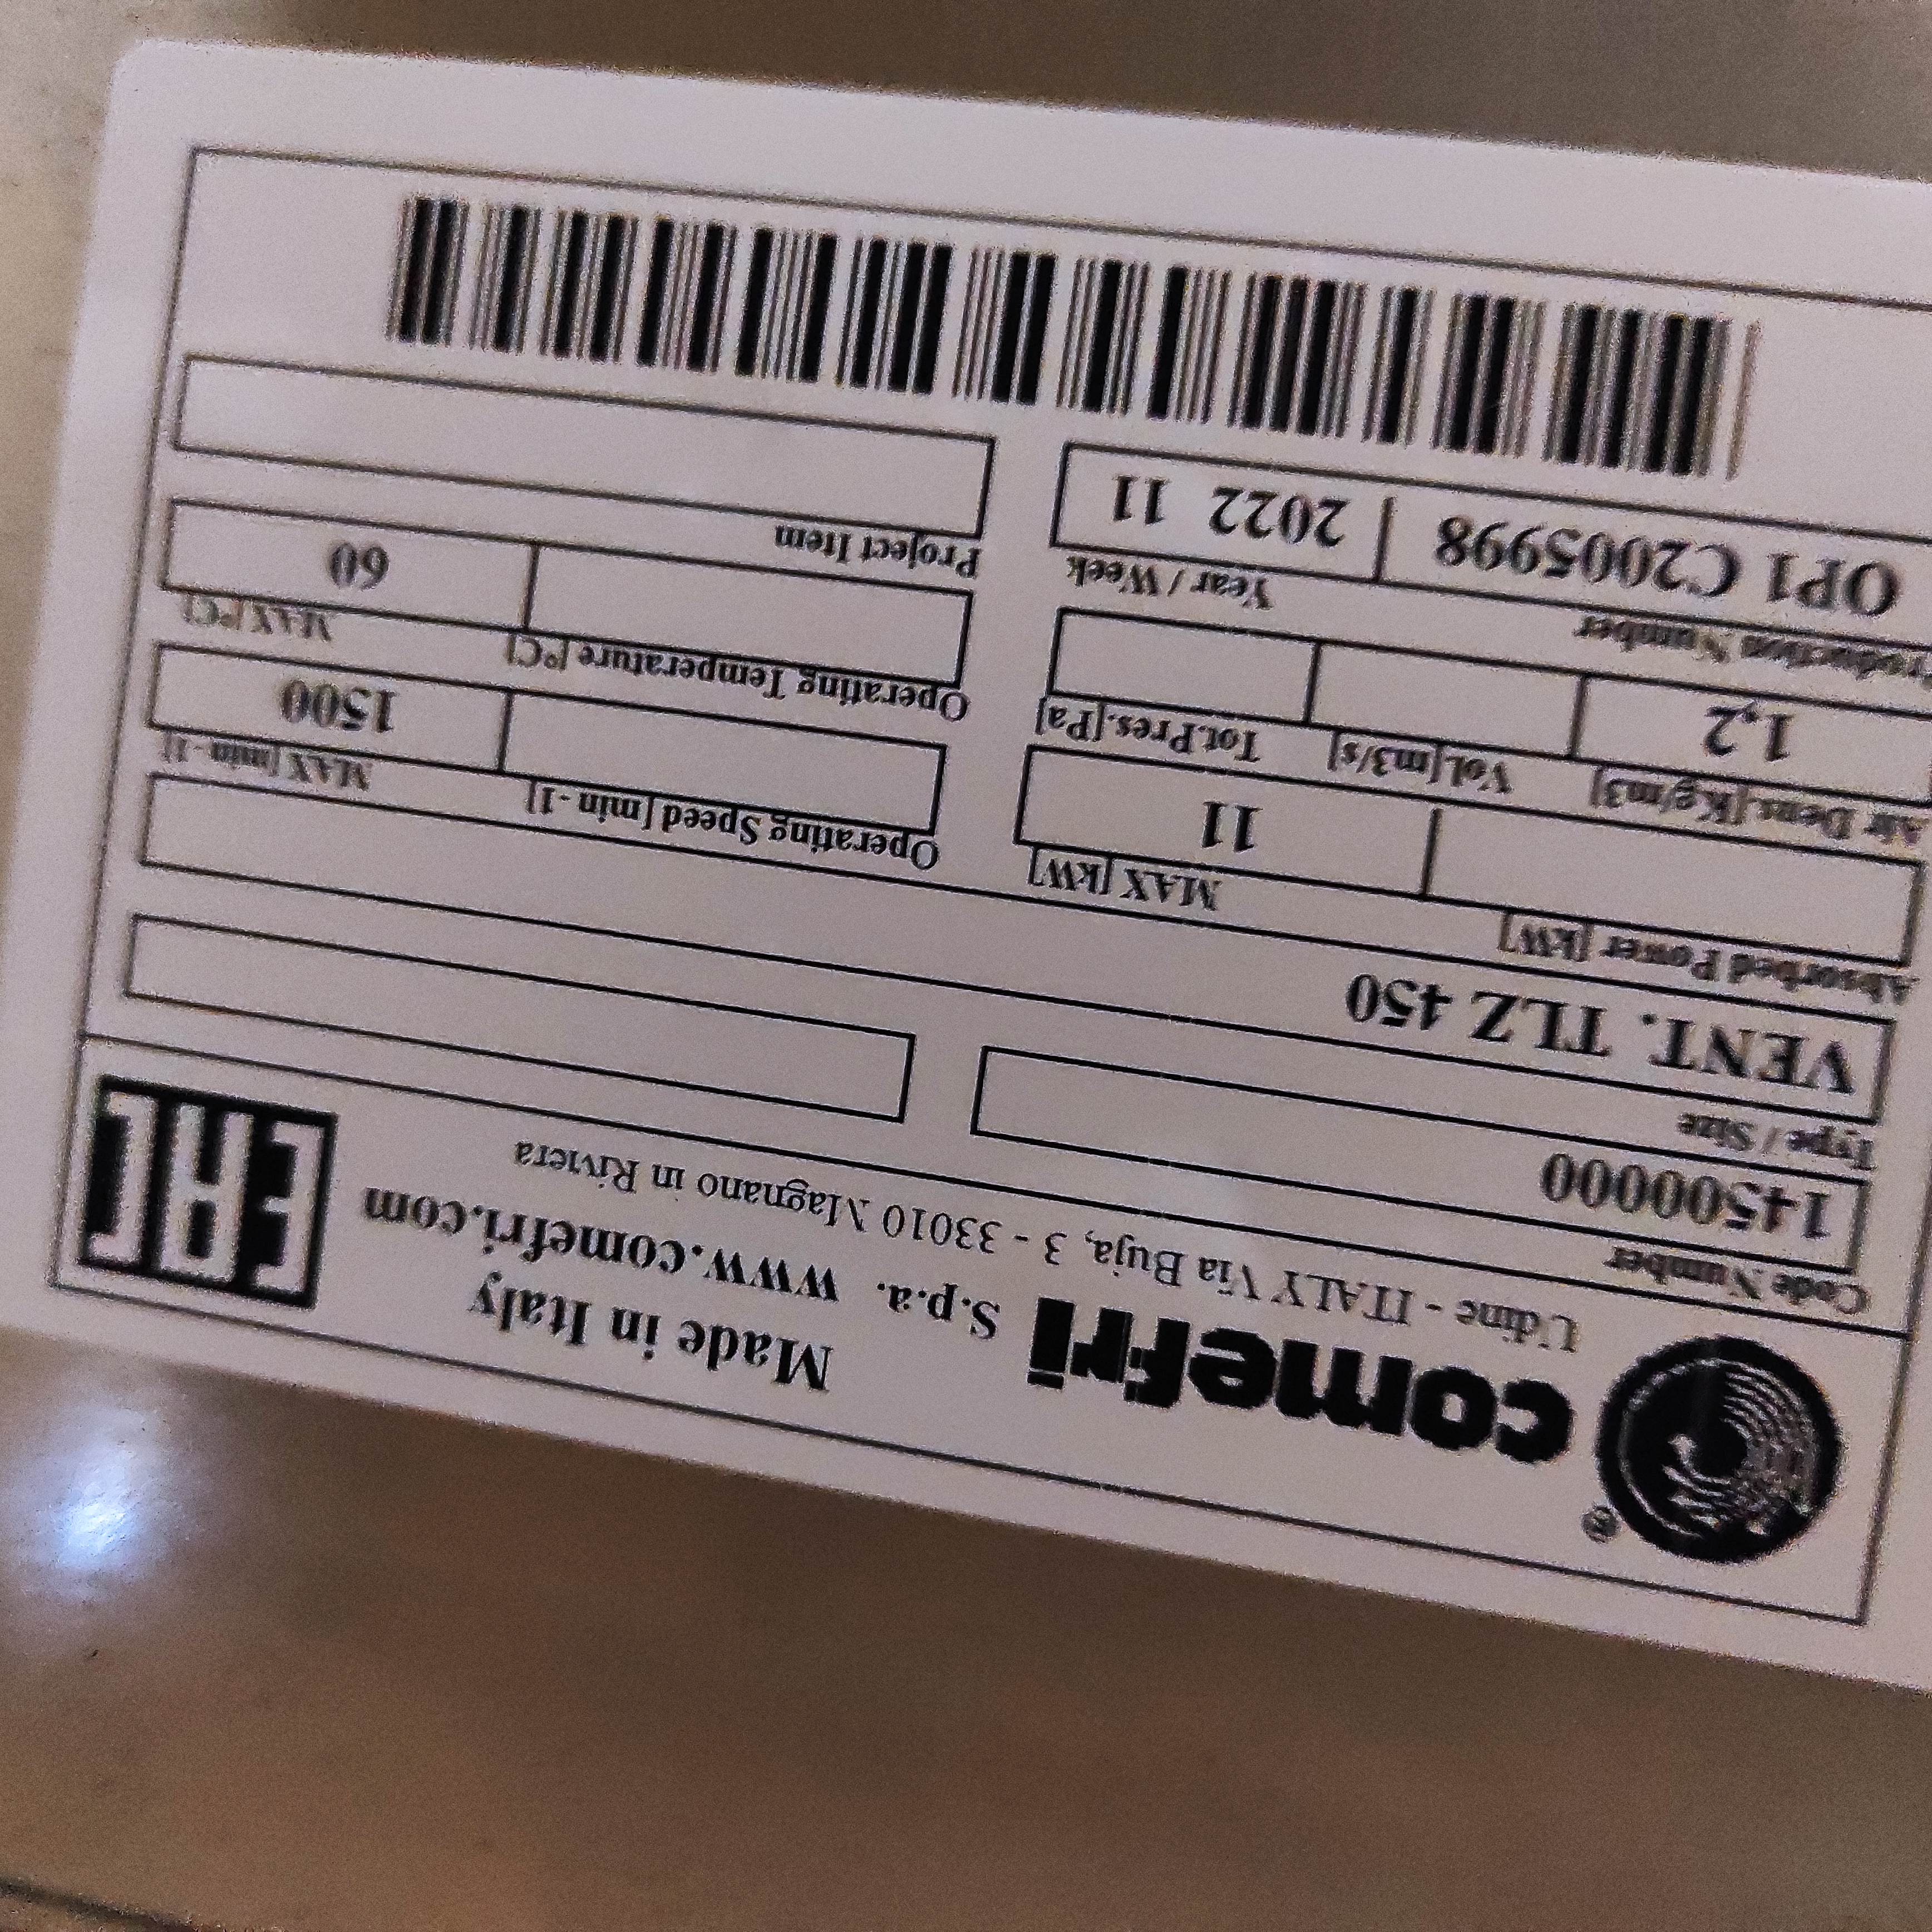 ®
comefri S.p.a. www.comefri.com
Made in Italy
Udine - ITALY Via Buja, 3 - 33010 Magnano in Riviera
EAC
Code Number
14500000
Type / Size
VENT. TLZ 450
Absorbed Power [kW] MAX [kW]
11
Operating Speed [min -1] MAX [min -1]
1500
Air Dens.[Kg/m3] Vol.[m3/s] Tot.Pres.[Pa]
1,2
Operating Temperature [°C] MAX [°C]
60
Production Number Year / Week
OP1 C2005998 | 2022 11
Project Item